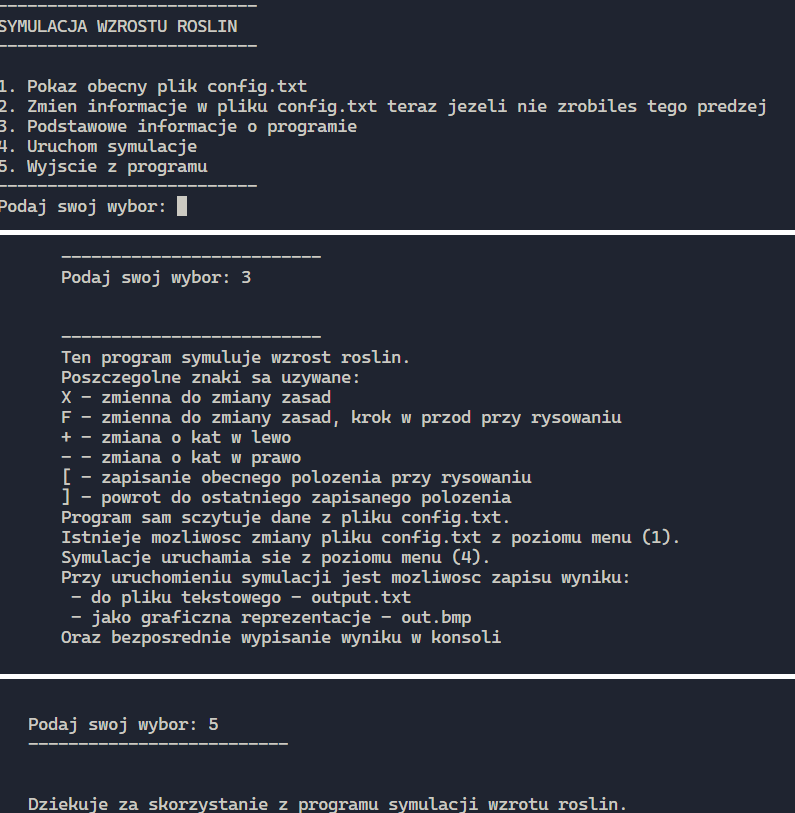 --------------------------
SYMULACJA WZROSTU ROSLIN
--------------------------
1. Pokaz obecny plik config.txt
2. Zmien informacje w pliku config.txt teraz jezeli nie zrobiles tego predzej
3. Podstawowe informacje o programie
4. Uruchom symulacje
5. Wyjscie z programu
--------------------------
Podaj swoj wybor:
--------------------------
Podaj swoj wybor: 3
--------------------------
Ten program symuluje wzrost roslin.
Poszczegolne znaki sa uzywane:
X - zmienna do zmiany zasad
F - zmienna do zmiany zasad, krok w przod przy rysowaniu
+ - zmiana o kat w lewo
- - zmiana o kat w prawo
[ - zapisanie obecnego polozenia przy rysowaniu
] - powrot do ostatniego zapisanego polozenia
Program sam sczytuje dane z pliku config.txt.
Istnieje mozliwosc zmiany pliku config.txt z poziomu menu (1).
Symulacje uruchamia sie z poziomu menu (4).
Przy uruchomieniu symulacji jest mozliwosc zapisu wyniku:
- do pliku tekstowego - output.txt
- jako graficzna reprezentacje - out.bmp
Oraz bezposrednie wypisanie wyniku w konsoli
Podaj swoj wybor: 5
--------------------------
Dziekuje za skorzystanie z programu symulacji wzrotu roslin.